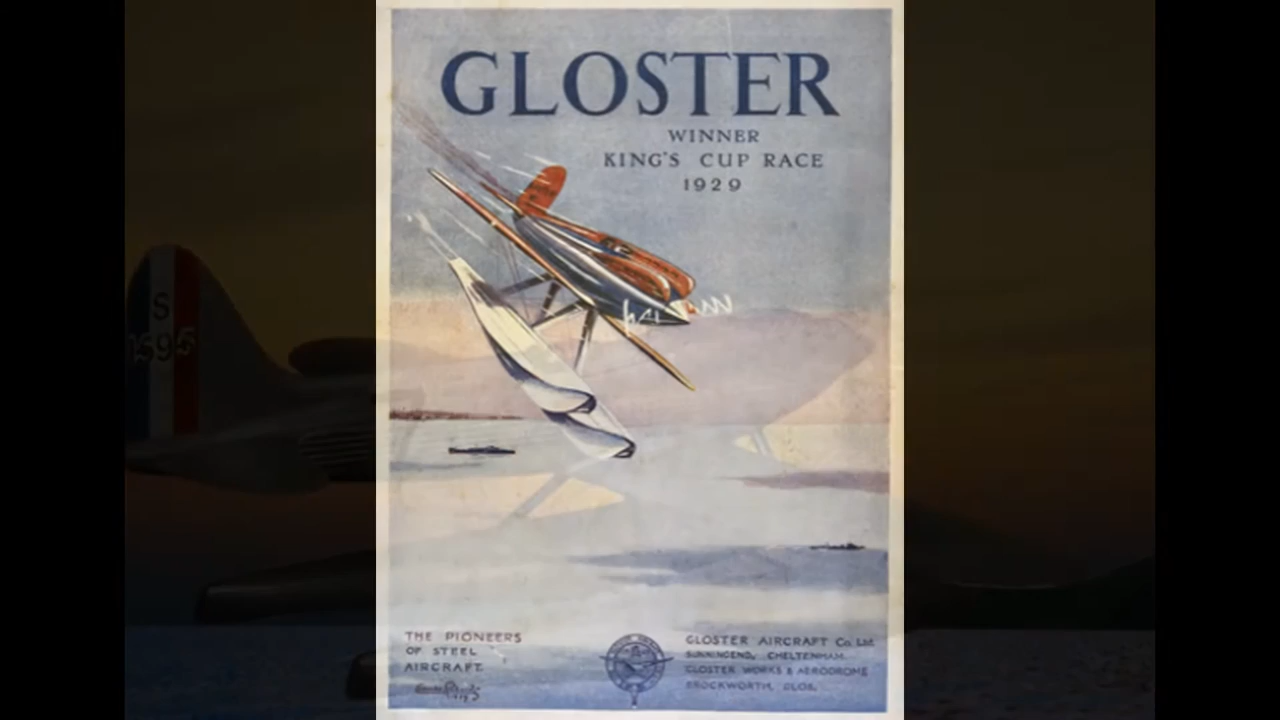 GLOSTER
WINNER
KING'S CUP RACE
1929
S
1595
THE PIONEERS
OF STEEL
AIRCRAFT.
GLOSTER AIRCRAFT Co. Ltd.
SUNNINGEND, CHELTENHAM.
GLOSTER WORKS & AERODROME
BROCKWORTH, GLOS.